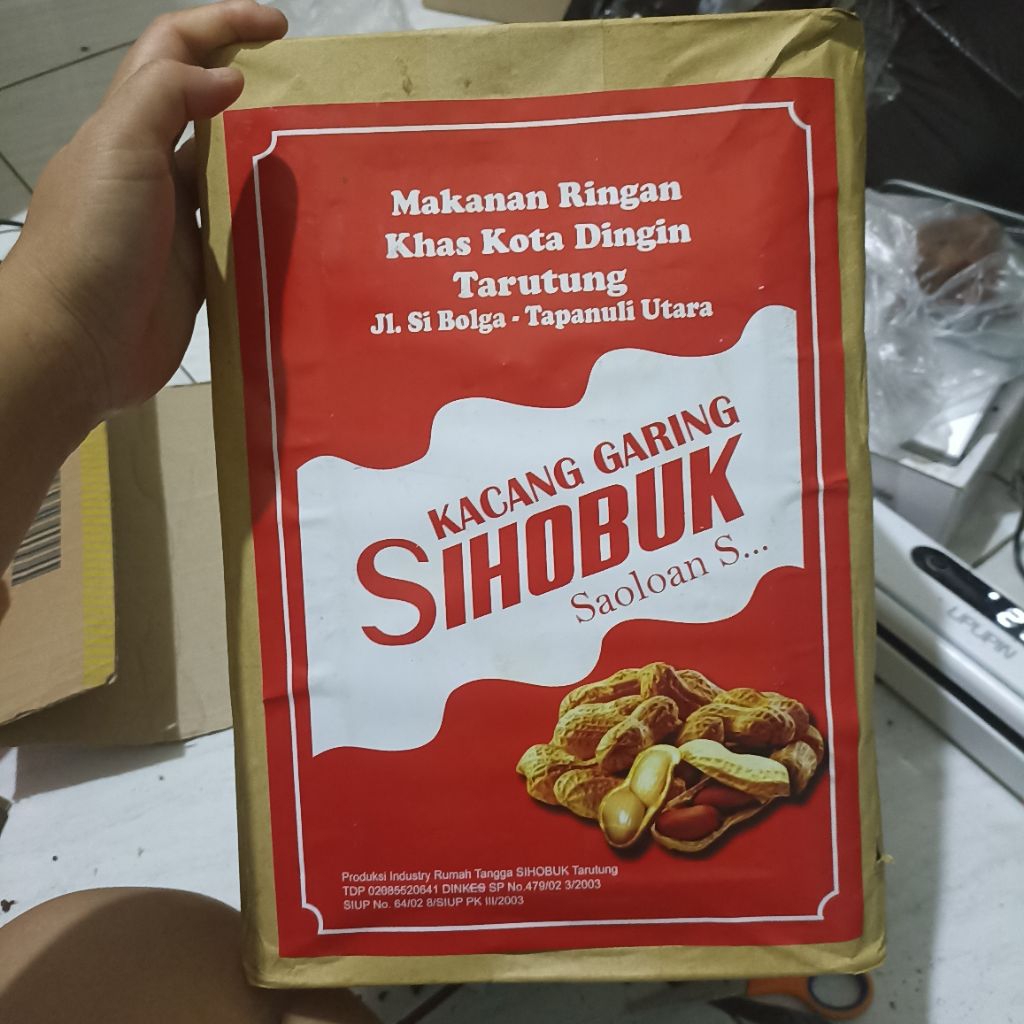 Makanan Ringan
Khas Kota Dingin
Tarutung
Jl. Si Bolga - Tapanuli Utara
KACANG GARING
SIHOBUK
Saoloan S...
Produksi Industry Rumah Tangga SIHOBUK Tarutung
TDP 02085520641 DINKES SP No.479/02 3/2003
SIUP No. 64/02 8/SIUP PK III/2003